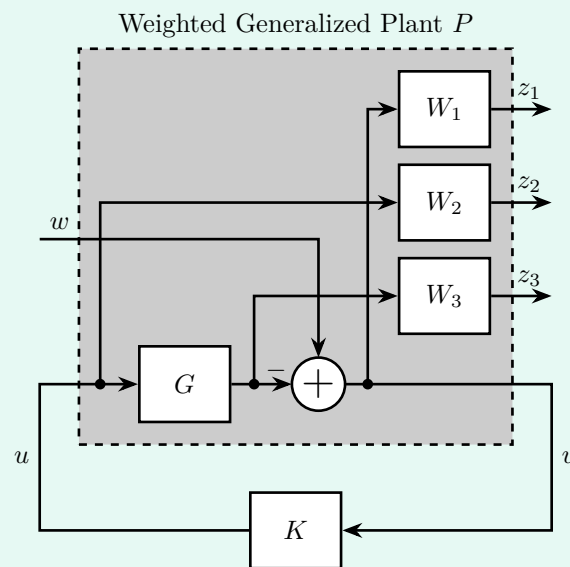 Weighted Generalized Plant P
W₁
z₁
W₂
z₂
w
W₃
z₃
G
−
+
u
v
K